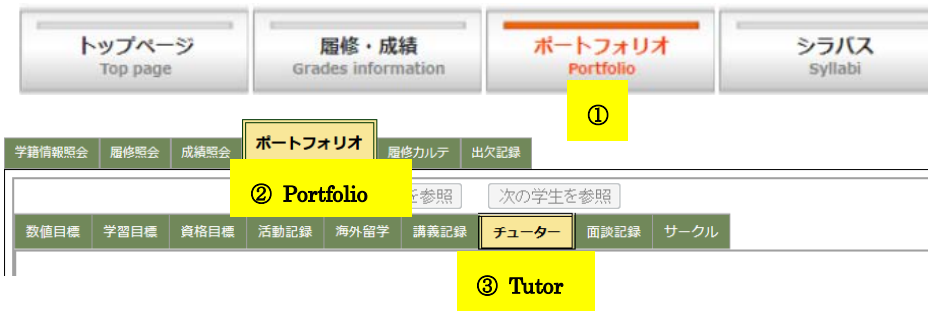 トップページ 履修・成績 ポートフォリオ シラバス
Top page Grades information Portfolio Syllabi
①
学籍情報照会 履修照会 成績照会 ポートフォリオ 履修カルテ 出欠記録
② Portfolio を参照 次の学生を参照
数値目標 学習目標 資格目標 活動記録 海外留学 講義記録 チューター 面談記録 サークル
③ Tutor